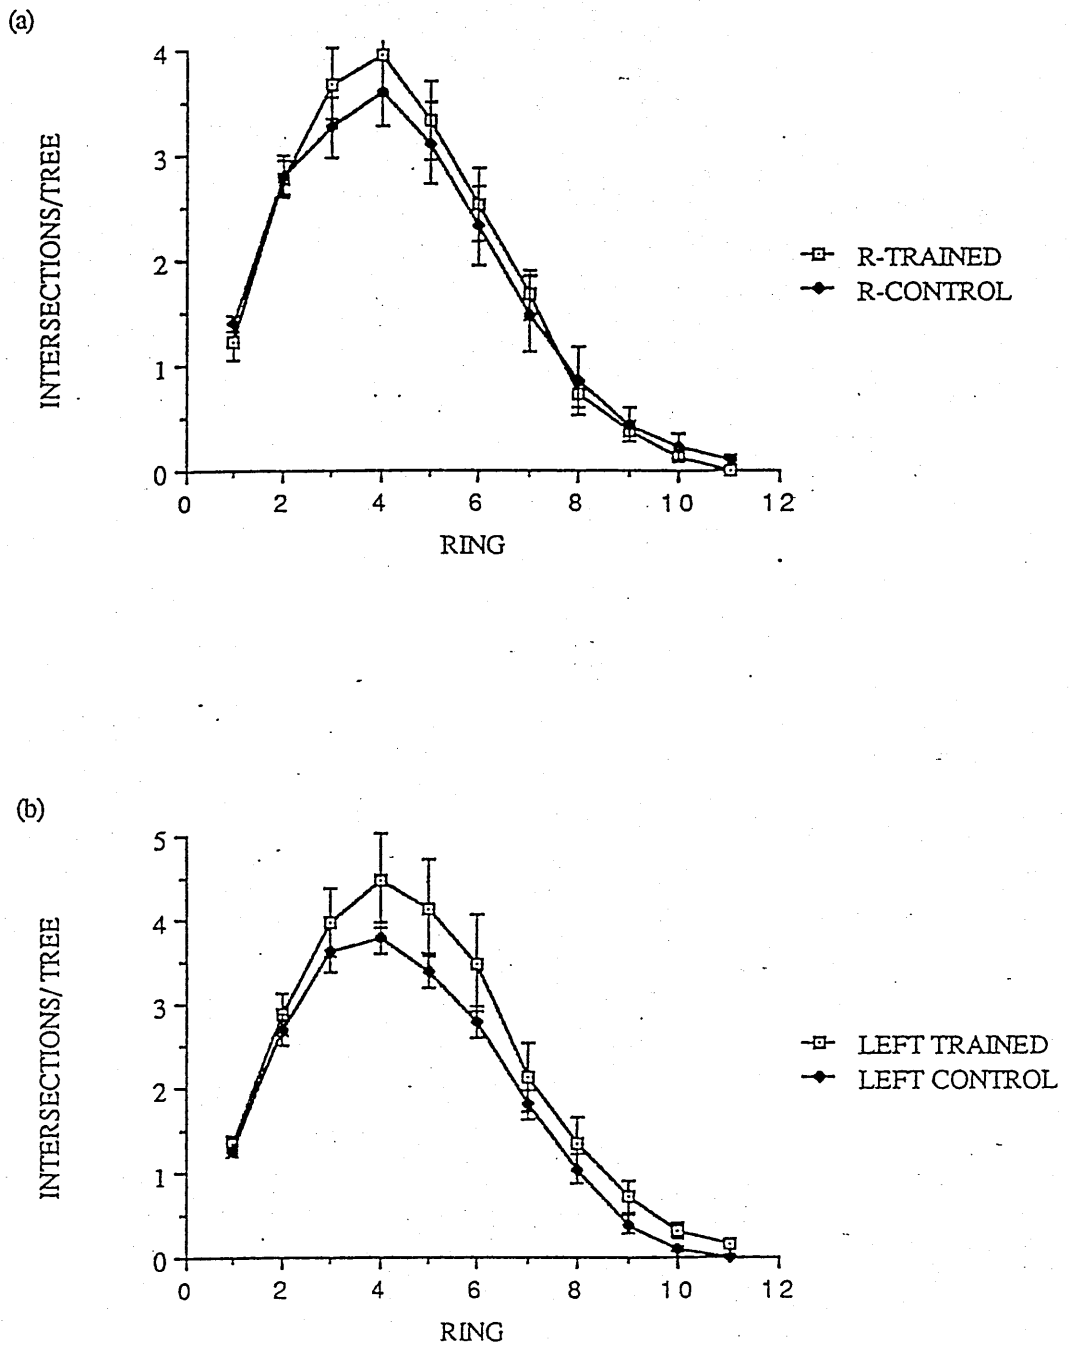 (a)
4
3
2
1
0
INTERSECTIONS/TREE
0 2 4 6 8 10 12
RING
R-TRAINED
R-CONTROL
(b)
5
4
3
2
1
0
INTERSECTIONS/ TREE
0 2 4 6 8 10 12
RING
LEFT TRAINED
LEFT CONTROL